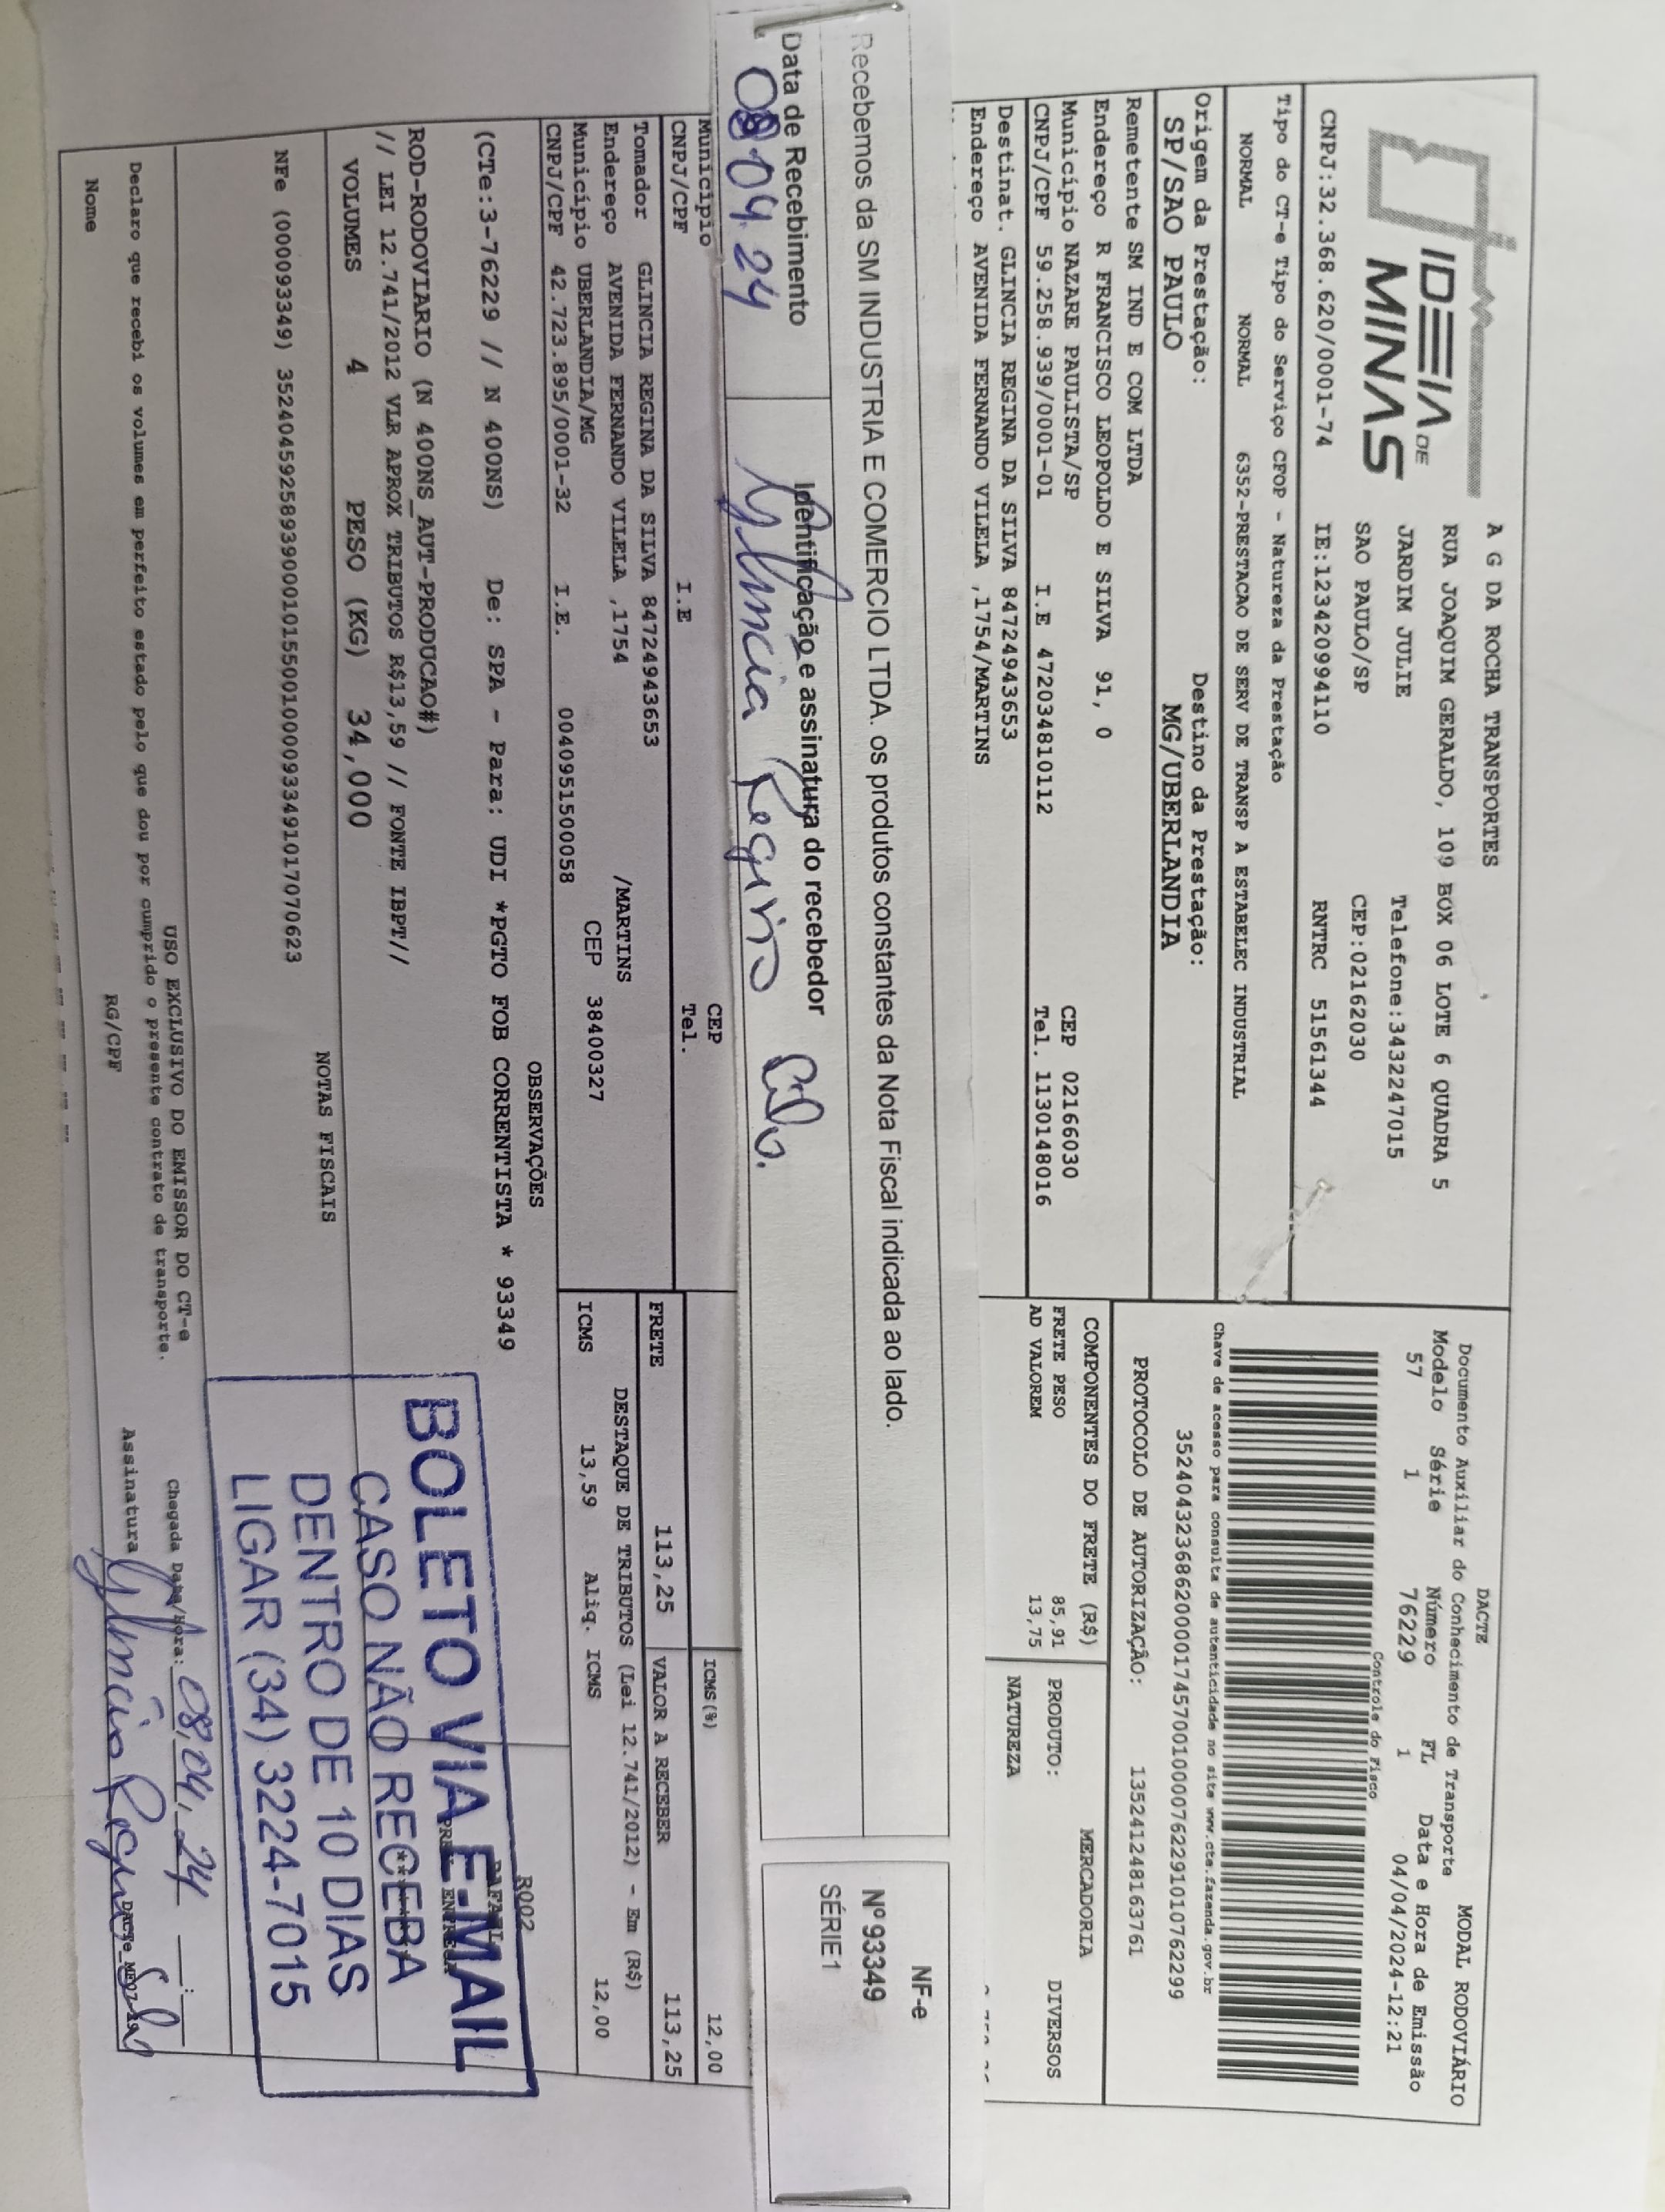 IDEIA DE
MINAS
A G DA ROCHA TRANSPORTES
RUA JOAQUIM GERALDO, 109 BOX 06 LOTE 6 QUADRA 5
JARDIM JULIE Telefone:3432247015
SAO PAULO/SP CEP:02162030
CNPJ:32.368.620/0001-74 IE:123420994110 RNTRC 51561344
Tipo do CT-e Tipo do Serviço CFOP - Natureza da Prestação
NORMAL NORMAL 6352-PRESTACAO DE SERV DE TRANSP A ESTABELEC INDUSTRIAL
Origem da Prestação: Destino da Prestação:
SP/SAO PAULO MG/UBERLANDIA
Remetente SM IND E COM LTDA
Endereço R FRANCISCO LEOPOLDO E SILVA 91, 0
Município NAZARE PAULISTA/SP CEP 02166030
CNPJ/CPF 59.258.939/0001-01 I.E 472034810112 Tel. 1130148016
Destinat. GLINCIA REGINA DA SILVA 84724943653
Endereço AVENIDA FERNANDO VILELA ,1754/MARTINS
DACTE MODAL RODOVIÁRIO
Documento Auxiliar do Conhecimento de Transporte
Modelo Série Número FL Data e Hora de Emissão
57 1 76229 1 04/04/2024-12:21
Controle do Fisco
Chave de acesso para consulta de autenticidade no site www.cte.fazenda.gov.br
35240432368620000174570010000762291010762299
PROTOCOLO DE AUTORIZAÇÃO: 135241248163761
COMPONENTES DO FRETE (R$) MERCADORIA
FRETE PESO 85,91 PRODUTO: DIVERSOS
AD VALOREM 13,75 NATUREZA
Recebemos da SM INDUSTRIA E COMERCIO LTDA. os produtos constantes da Nota Fiscal indicada ao lado.
Data de Recebimento Identificação e assinatura do recebedor
08 04.24 Glincia Regina Silva.
NF-e
Nº 93349
SÉRIE1
Município CEP
CNPJ/CPF I.E Tel.
Tomador GLINCIA REGINA DA SILVA 84724943653
Endereço AVENIDA FERNANDO VILELA ,1754 /MARTINS
Município UBERLANDIA/MG CEP 38400327
CNPJ/CPF 42.723.895/0001-32 I.E. 0040951500058
ICMS(%) 12,00
FRETE 113,25 VALOR A RECEBER 113,25
DESTAQUE DE TRIBUTOS (Lei 12.741/2012) - Em (R$)
ICMS 13,59 Aliq. ICMS 12,00
OBSERVAÇÕES
(CTe:3-76229 // N 400NS) De: SPA - Para: UDI *PGTO FOB CORRENTISTA * 93349
ROD-RODOVIARIO (N 400NS_AUT-PRODUCAO#)
// LEI 12.741/2012 VLR APROX TRIBUTOS R$13,59 // FONTE IBPT//
R002
VOLUMES 4 PESO (KG) 34,000
NOTAS FISCAIS
NFe (000093349) 35240459258939000101550010000933491017070623
BOLETO VIA E-MAIL
CASO NÃO RECEBA
DENTRO DE 10 DIAS
LIGAR (34) 3224-7015
USO EXCLUSIVO DO EMISSOR DO CT-e
Declaro que recebi os volumes em perfeito estado pelo que dou por cumprido o presente contrato de transporte.
Chegada Data/Hora: 08,04,24
Nome RG/CPF Assinatura Glincia Regina Silva